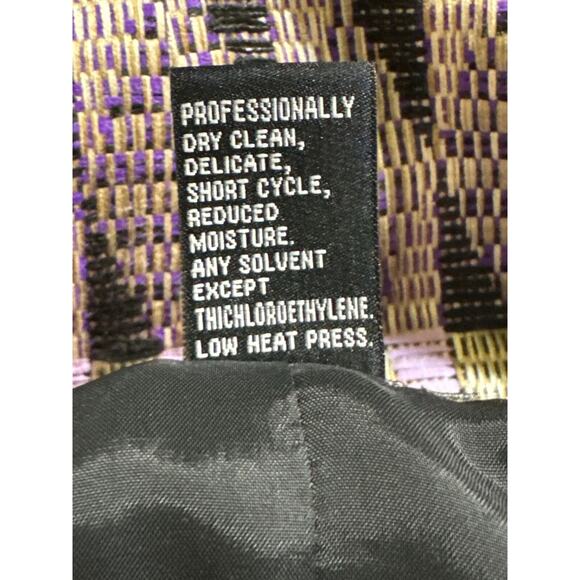 PROFESSIONALLY
DRY CLEAN,
DELICATE,
SHORT CYCLE,
REDUCED
MOISTURE.
ANY SOLVENT
EXCEPT
THICHLOROETHYLENE.
LOW HEAT PRESS.